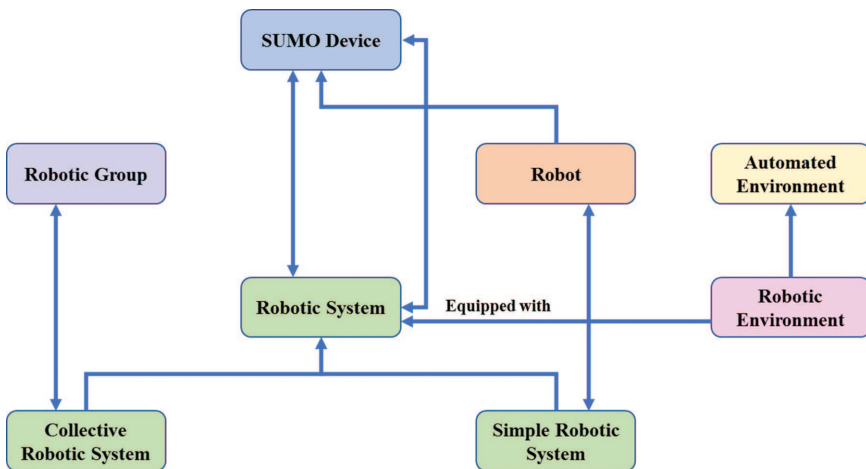 SUMO Device
Robotic Group
Robot
Automated
Environment
Robotic System
Equipped with
Robotic
Environment
Collective
Robotic System
Simple Robotic
System